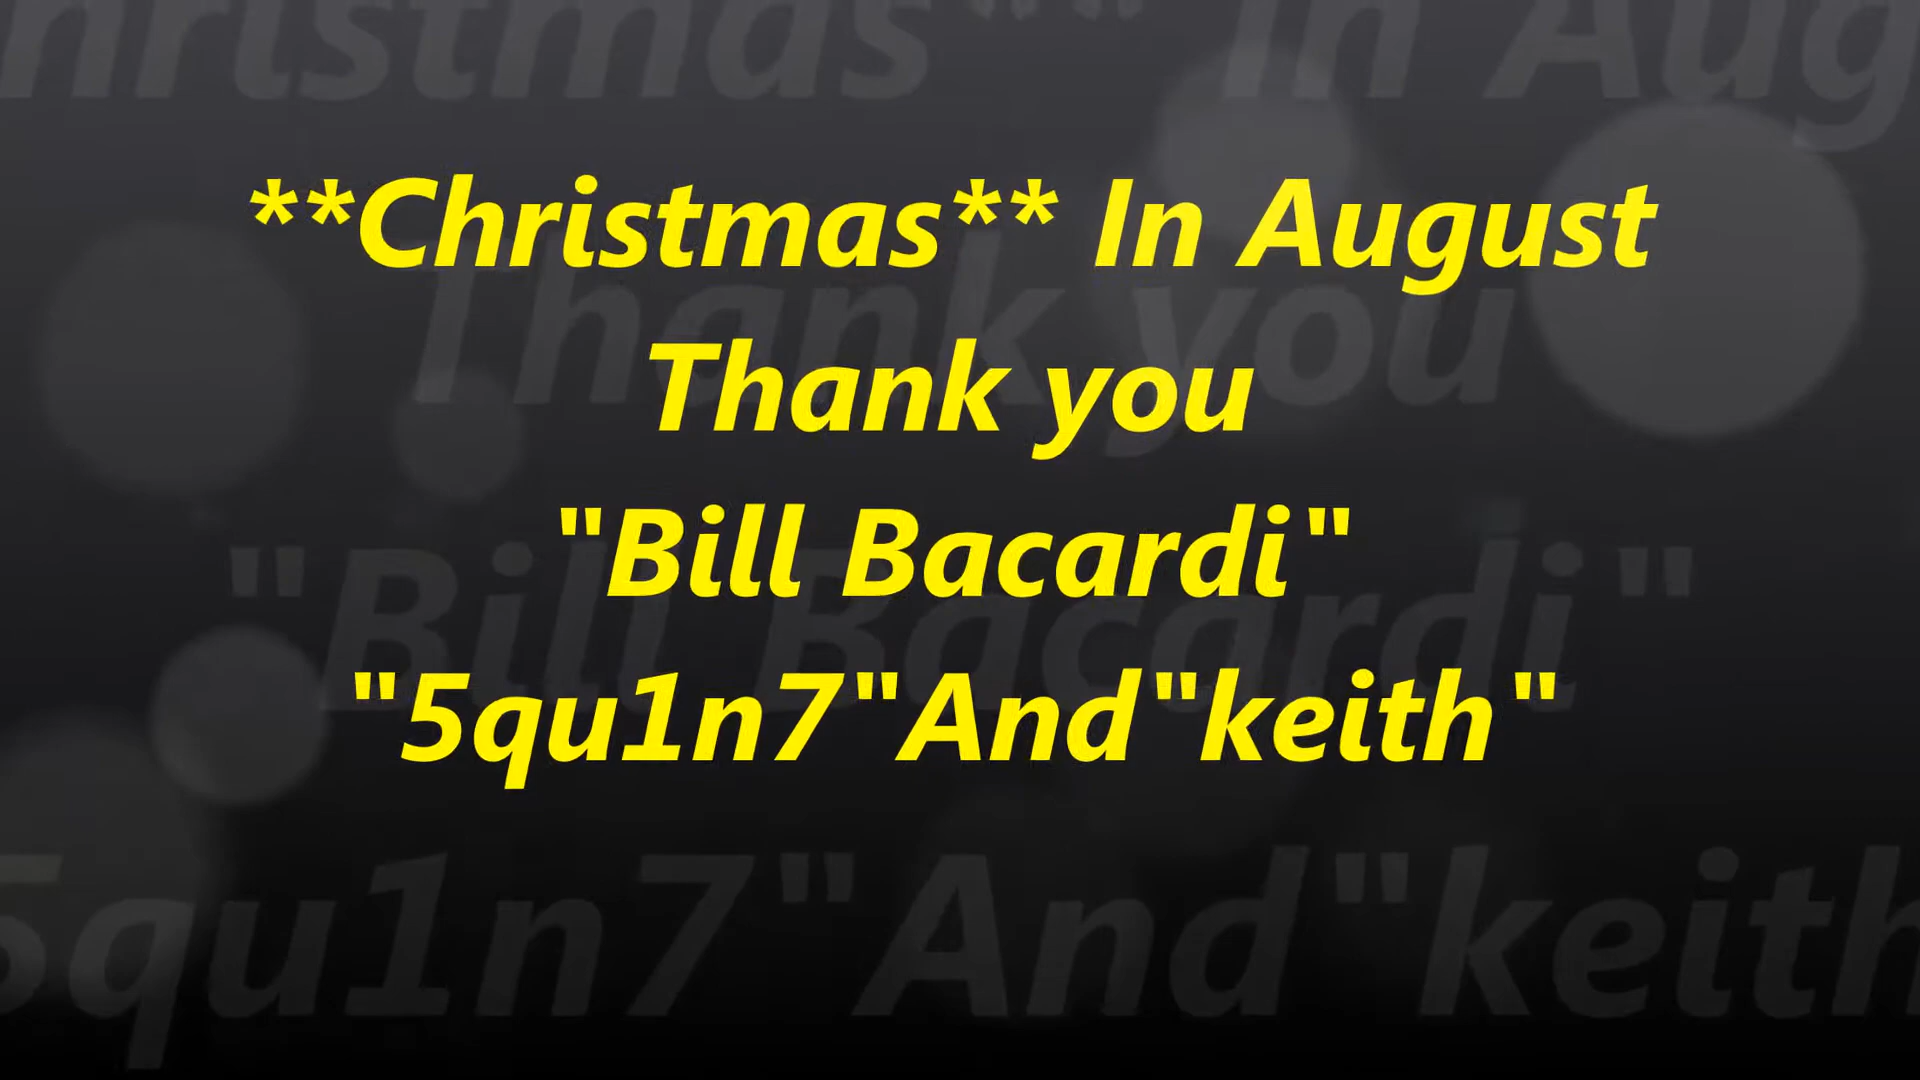 **Christmas** In August
Thank you
"Bill Bacardi"
"5qu1n7"And"keith"